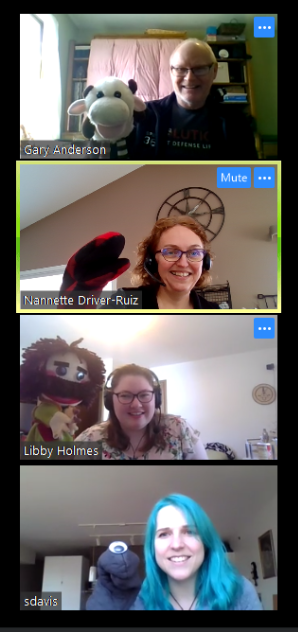 Gary Anderson
Mute
Nannette Driver-Ruiz
Libby Holmes
sdavis